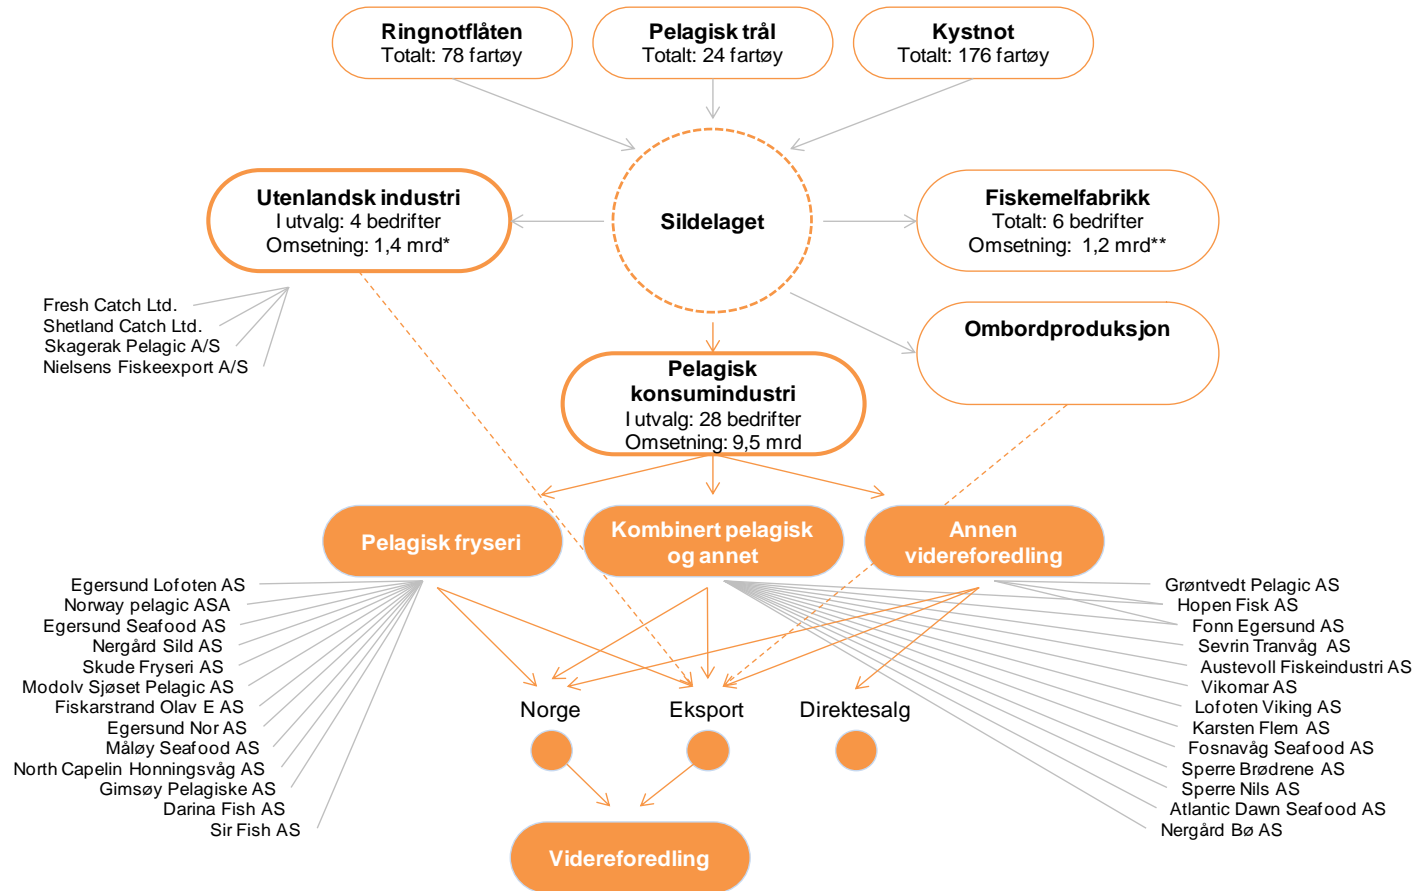 Ringnotflåten
Totalt: 78 fartøy
Pelagisk trål
Totalt: 24 fartøy
Kystnot
Totalt: 176 fartøy
Utenlandsk industri
I utvalg: 4 bedrifter
Omsetning: 1,4 mrd*
Sildelaget
Fiskemelfabrikk
Totalt: 6 bedrifter
Omsetning: 1,2 mrd**
Fresh Catch Ltd.
Shetland Catch Ltd.
Skagerak Pelagic A/S
Nielsens Fiskeexport A/S
Ombordproduksjon
Pelagisk
konsumindustri
I utvalg: 28 bedrifter
Omsetning: 9,5 mrd
Pelagisk fryseri
Kombinert pelagisk
og annet
Annen
videreforedling
Egersund Lofoten AS
Norway pelagic ASA
Egersund Seafood AS
Nergård Sild AS
Skude Fryseri AS
Modolv Sjøset Pelagic AS
Fiskarstrand Olav E AS
Egersund Nor AS
Måløy Seafood AS
North Capelin Honningsvåg AS
Gimsøy Pelagiske AS
Darina Fish AS
Sir Fish AS
Grøntvedt Pelagic AS
Hopen Fisk AS
Fonn Egersund AS
Sevrin Tranvåg AS
Austevoll Fiskeindustri AS
Vikomar AS
Lofoten Viking AS
Karsten Flem AS
Fosnavåg Seafood AS
Sperre Brødrene AS
Sperre Nils AS
Atlantic Dawn Seafood AS
Nergård Bø AS
Norge
Eksport
Direktesalg
Videreforedling